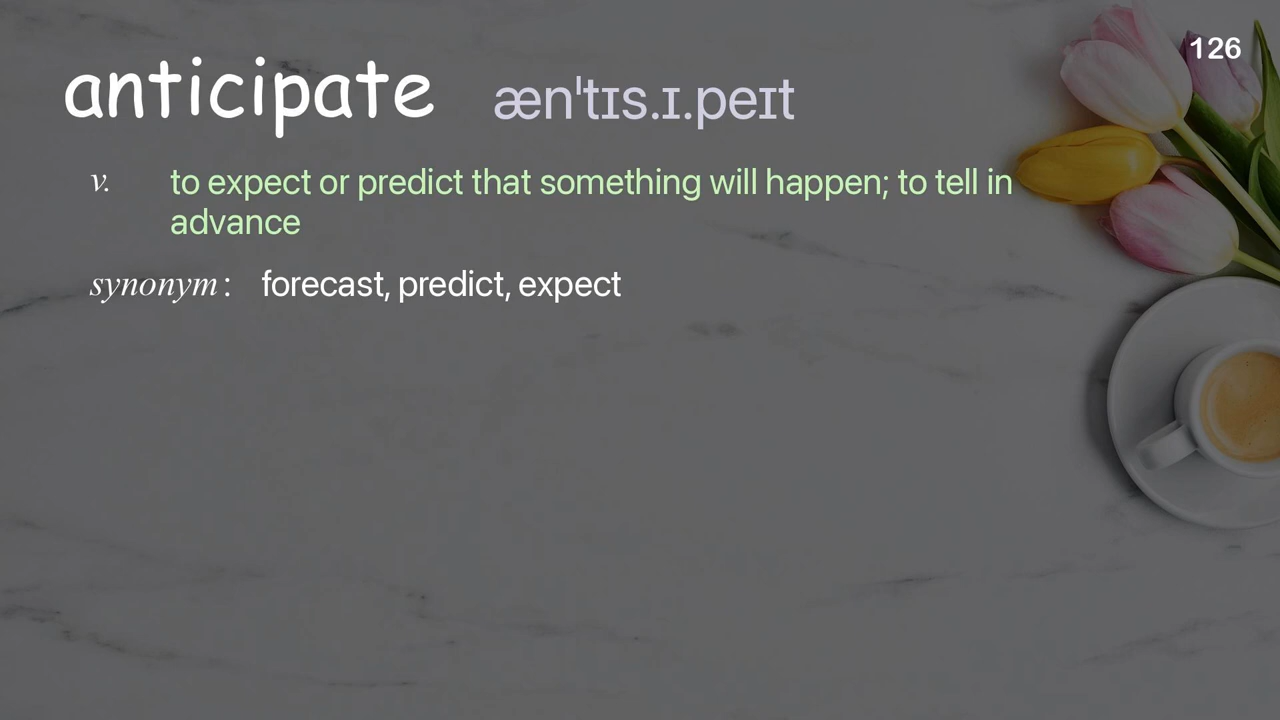 126
anticipate æn'tɪs.ɪ.peɪt
v. to expect or predict that something will happen; to tell in
advance
synonym: forecast, predict, expect